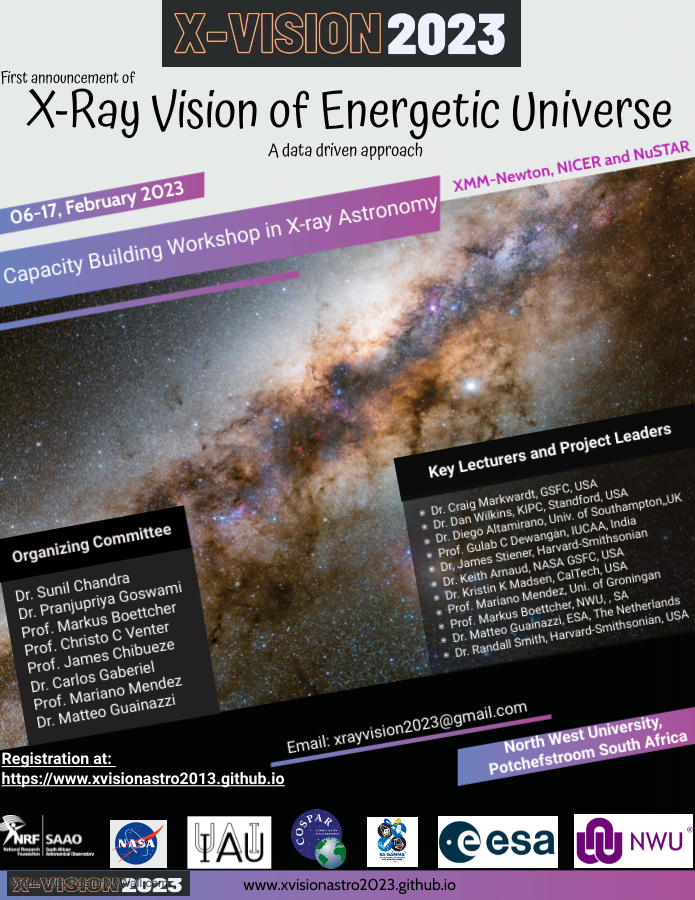 X-VISION 2023
First announcement of
X-Ray Vision of Energetic Universe
A data driven approach
XMM-Newton, NICER and NuSTAR
06-17, February 2023
Capacity Building Workshop in X-ray Astronomy
Key Lecturers and Project Leaders
Dr. Craig Markwardt, GSFC, USA
Dr. Dan Wilkins, KIPC, Standford, USA
Dr. Diego Altamirano, Univ. of Southampton,,UK
Prof. Gulab C Dewangan, IUCAA, India
Dr, James Stiener, Harvard-Smithsonian
Dr. Keith Arnaud, NASA GSFC, USA
Dr. Kristin K Madsen, CalTech, USA
Prof. Mariano Mendez, Uni. of Groningan
Prof. Markus Boettcher, NWU, , SA
Dr. Matteo Guainazzi, ESA, The Netherlands
Dr. Randall Smith, Harvard-Smithsonian, USA
Organizing Committee
Dr. Sunil Chandra
Dr. Pranjupriya Goswami
Prof. Markus Boettcher
Prof. Christo C Venter
Prof. James Chibueze
Dr. Carlos Gaberiel
Prof. Mariano Mendez
Dr. Matteo Guainazzi
Email: xrayvision2023@gmail.com
North West University,
Potchefstroom South Africa
Registration at:
https://www.xvisionastro2013.github.io
NRF SAAO
National Research Foundation
South African Astronomical Observatory
NASA
IAU
COSPAR
SA-GAMMA
esa
NWU®
X-VISION 2023
www.xvisionastro2023.github.io